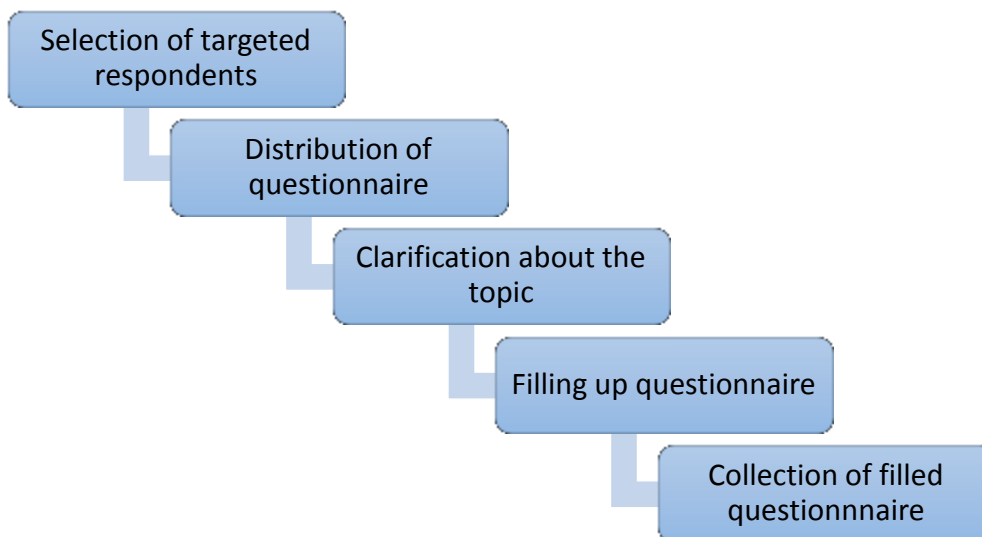 Selection of targeted
respondents
Distribution of
questionnaire
Clarification about the
topic
Filling up questionnaire
Collection of filled
questionnnaire